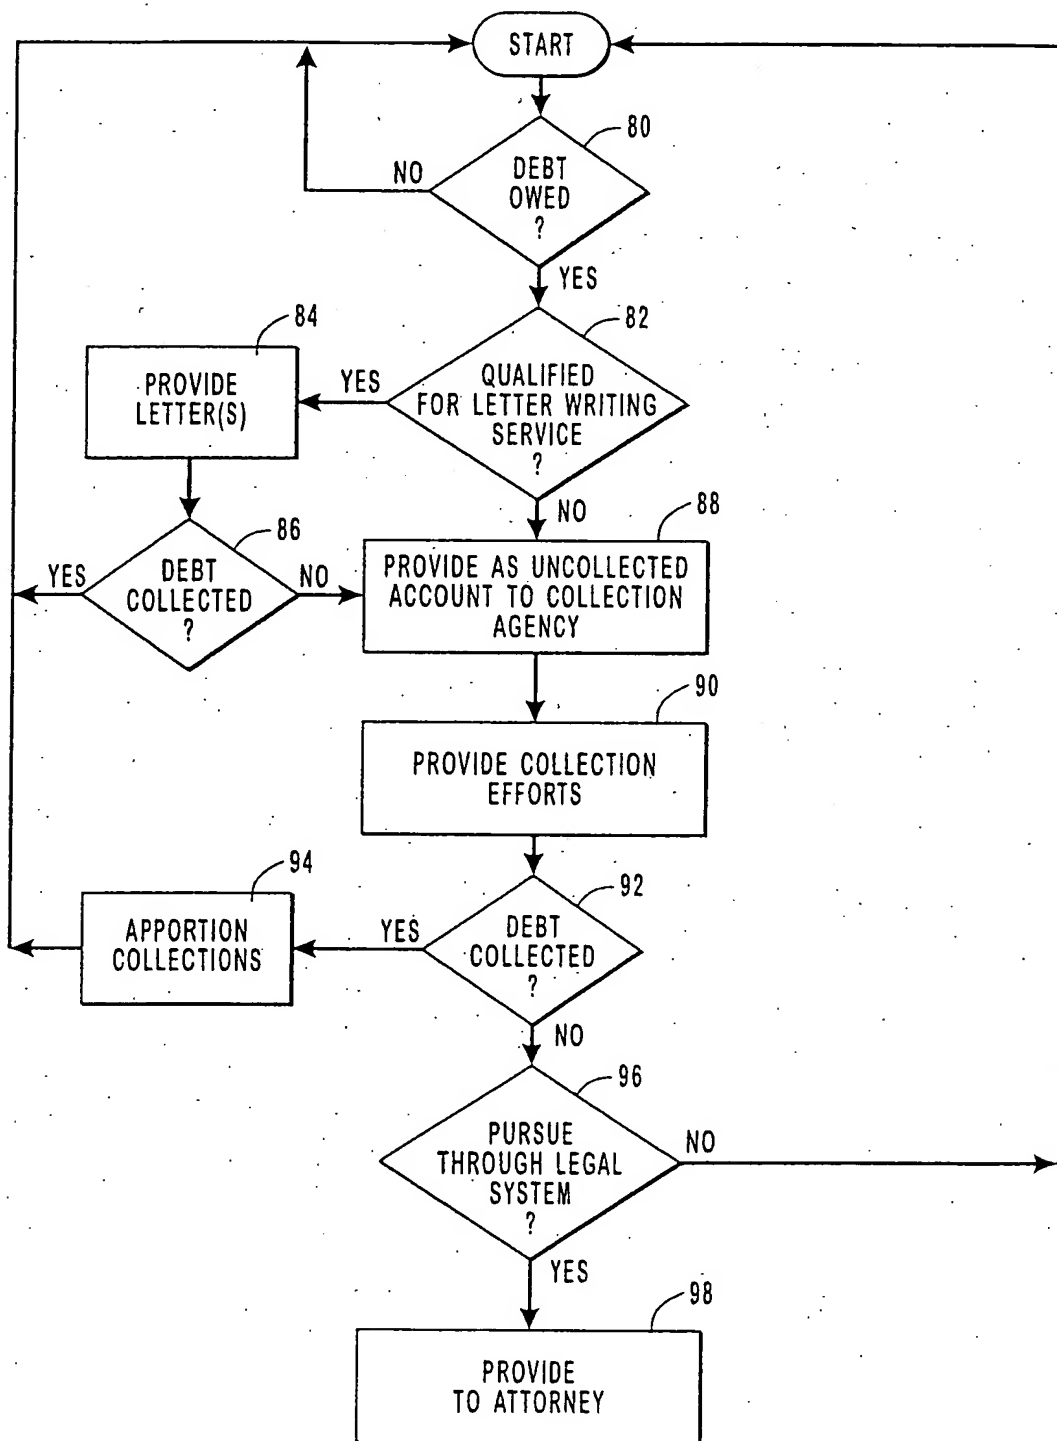 START
80
DEBT
OWED
?
NO
YES
82
QUALIFIED
FOR LETTER WRITING
SERVICE
?
YES
NO
84
PROVIDE
LETTER(S)
86
DEBT
COLLECTED
?
YES
NO
88
PROVIDE AS UNCOLLECTED
ACCOUNT TO COLLECTION
AGENCY
90
PROVIDE COLLECTION
EFFORTS
92
DEBT
COLLECTED
?
YES
NO
94
APPORTION
COLLECTIONS
96
PURSUE
THROUGH LEGAL
SYSTEM
?
NO
YES
98
PROVIDE
TO ATTORNEY